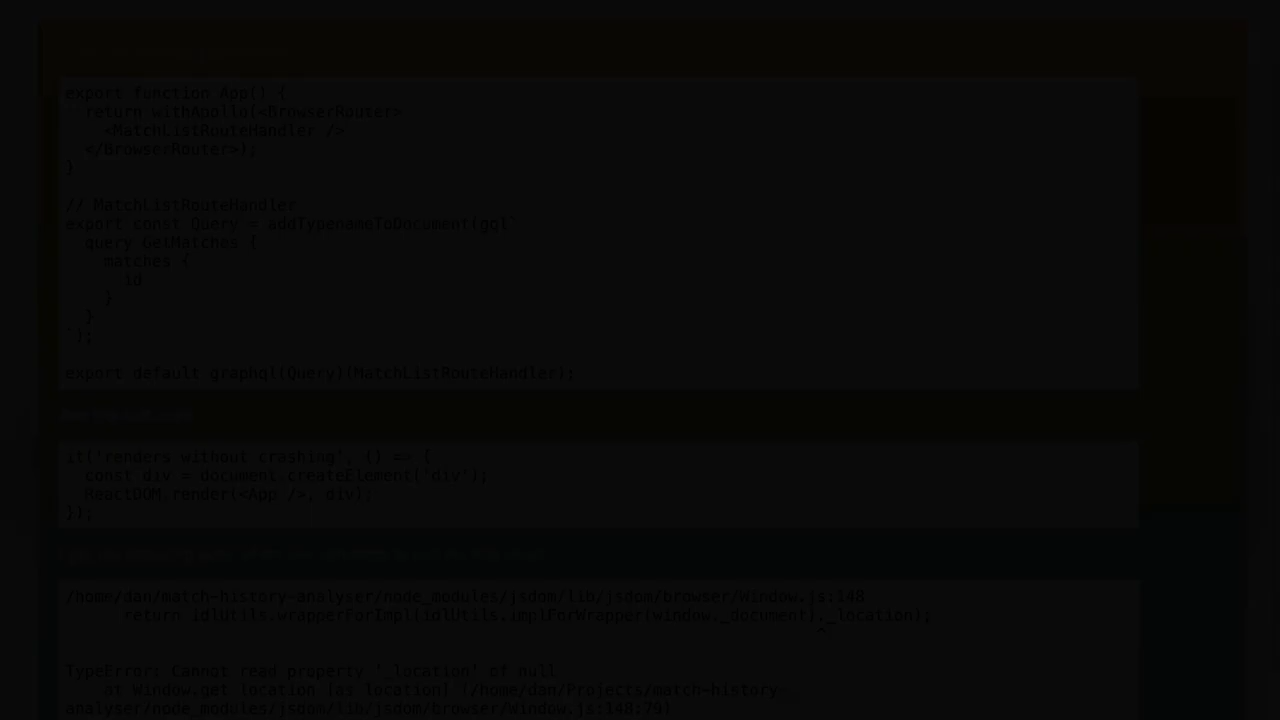 export function App() {
  return withApollo(<BrowserRouter>
    <MatchListRouteHandler />
  </BrowserRouter>);
}
// MatchListRouteHandler
export const Query = addTypenameToDocument(gql`
  query GetMatches {
    matches {
      id
    }
  }
`);
export default graphql(Query)(MatchListRouteHandler);
it('renders without crashing', () => {
  const div = document.createElement('div');
  ReactDOM.render(<App />, div);
});
/home/dan/match-history-analyser/node_modules/jsdom/lib/jsdom/browser/Window.js:148
      return idlUtils.wrapperForImpl(idlUtils.implForWrapper(window._document)._location);
^
TypeError: Cannot read property '_location' of null
    at Window.get location [as location] (/home/dan/Projects/match-history-
analyser/node_modules/jsdom/lib/jsdom/browser/Window.js:148:79)